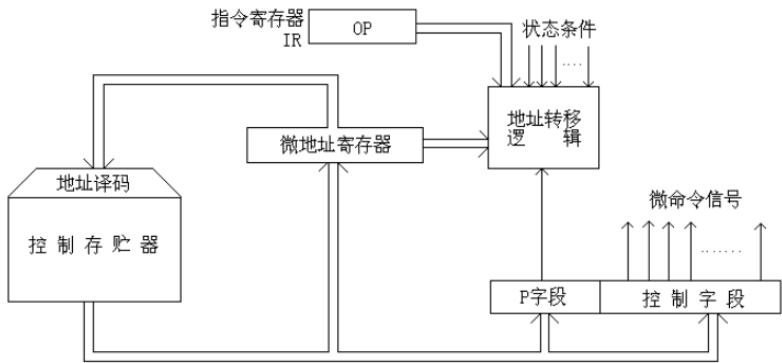 指令寄存器
IR
OP
状态条件
····
地址转移
逻 辑
微地址寄存器
地址译码
控 制 存 贮 器
微命令信号
·······
P字段
控 制 字 段